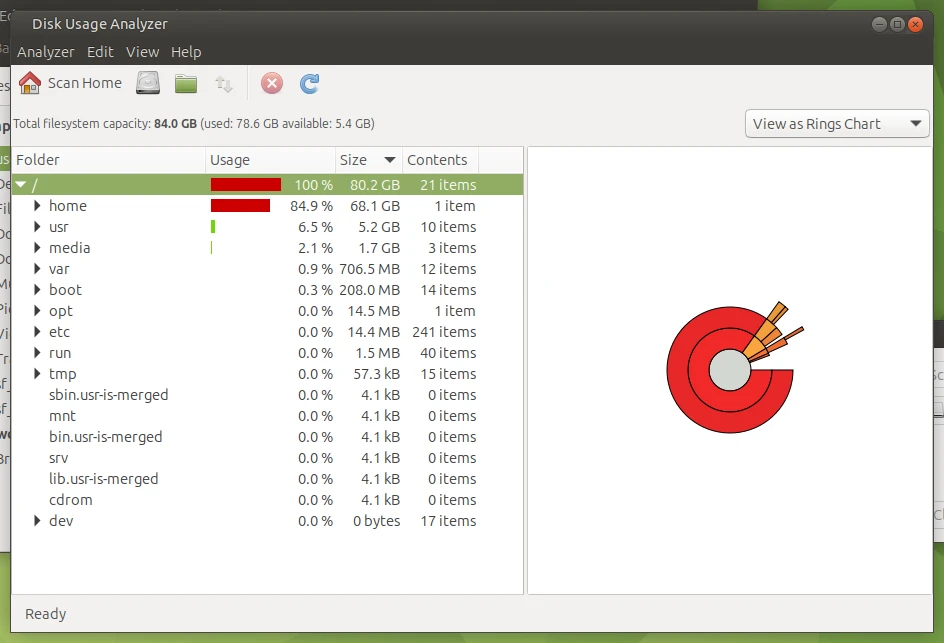 Disk Usage Analyzer
Analyzer Edit View Help
Scan Home
Total filesystem capacity: 84.0 GB (used: 78.6 GB available: 5.4 GB)
View as Rings Chart
Folder Usage Size Contents
/ 100 % 80.2 GB 21 items
home 84.9 % 68.1 GB 1 item
usr 6.5 % 5.2 GB 10 items
media 2.1 % 1.7 GB 3 items
var 0.9 % 706.5 MB 12 items
boot 0.3 % 208.0 MB 14 items
opt 0.0 % 14.5 MB 1 item
etc 0.0 % 14.4 MB 241 items
run 0.0 % 1.5 MB 40 items
tmp 0.0 % 57.3 kB 15 items
sbin.usr-is-merged 0.0 % 4.1 kB 0 items
mnt 0.0 % 4.1 kB 0 items
bin.usr-is-merged 0.0 % 4.1 kB 0 items
srv 0.0 % 4.1 kB 0 items
lib.usr-is-merged 0.0 % 4.1 kB 0 items
cdrom 0.0 % 4.1 kB 0 items
dev 0.0 % 0 bytes 17 items
Ready